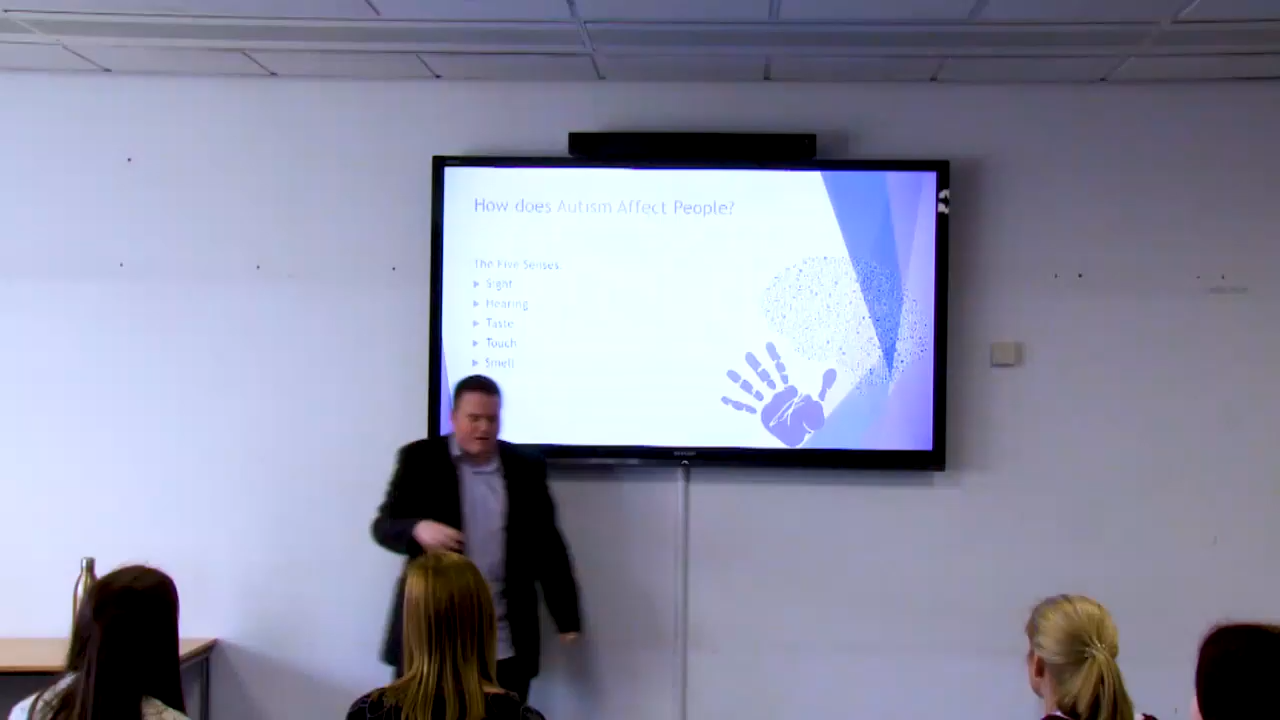 How does Autism Affect People?
The Five Senses:
Sight
Hearing
Taste
Touch
Smell